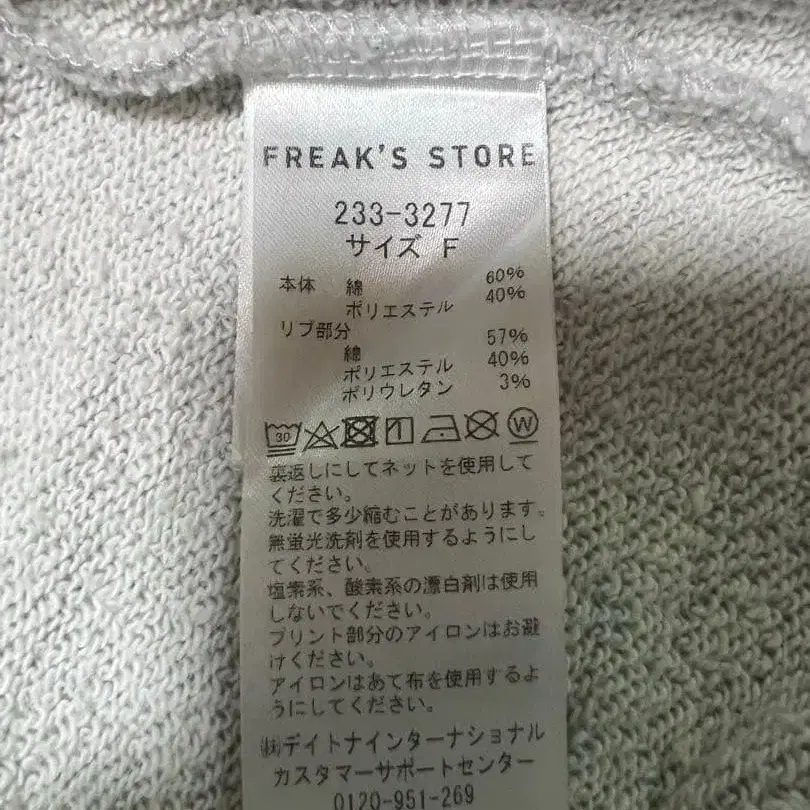 FREAK'S STORE
233-3277
サイズ F
本体 綿 60%
ポリエステル 40%
リブ部分
綿 57%
ポリエステル 40%
ポリウレタン 3%
30 W
裏返しにしてネットを使用して
ください。
洗濯で多少縮むことがあります。
無蛍光洗剤を使用するようにし
てください。
塩素系、酸素系の漂白剤は使用
しないでください。
プリント部分のアイロンはお避
けください。
アイロンはあて布を使用するよ
うにしてください。
㈱デイトナインターナショナル
カスタマーサポートセンター
0120-951-269